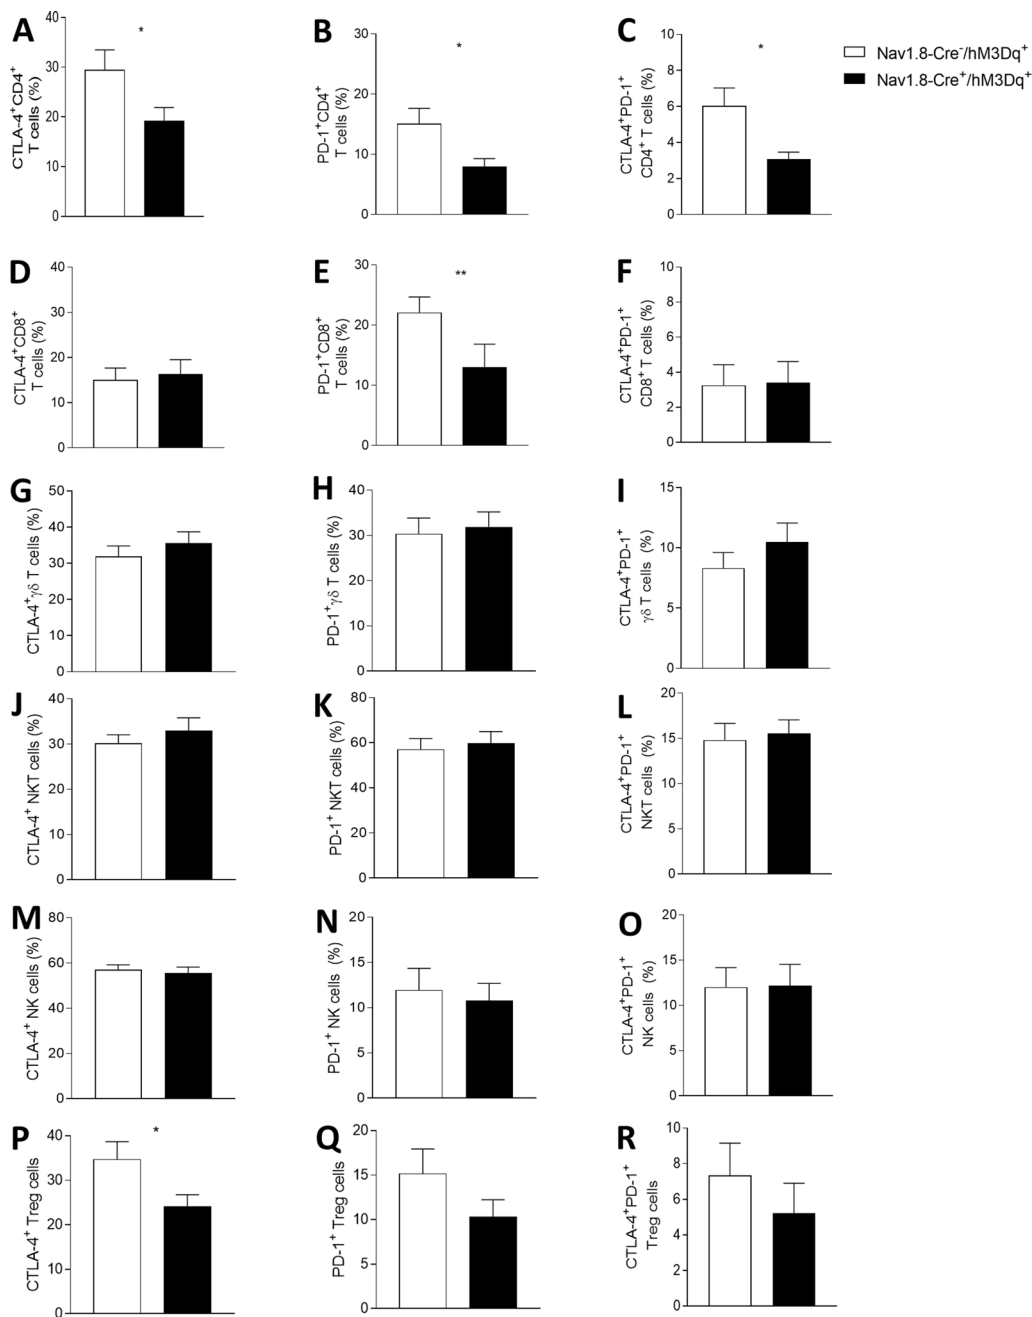 A
CTLA-4⁺CD4⁺
T cells (%)
40
30
20
10
0
*
B
PD-1⁺CD4⁺
T cells (%)
30
20
10
0
*
C
CTLA-4⁺PD-1⁺
CD4⁺ T cells (%)
10
8
6
4
2
0
*
Nav1.8-Cre⁻/hM3Dq⁺
Nav1.8-Cre⁺/hM3Dq⁺
D
CTLA-4⁺CD8⁺
T cells (%)
40
30
20
10
0
E
PD-1⁺CD8⁺
T cells (%)
30
20
10
0
**
F
CTLA-4⁺PD-1⁺
CD8⁺ T cells (%)
10
8
6
4
2
0
G
CTLA-4⁺γδ T cells (%)
50
40
30
20
10
0
H
PD-1⁺γδ T cells (%)
40
30
20
10
0
I
CTLA-4⁺PD-1⁺
γδ T cells (%)
15
10
5
0
J
CTLA-4⁺ NKT cells (%)
40
30
20
10
0
K
PD-1⁺ NKT cells (%)
80
60
40
20
0
L
CTLA-4⁺PD-1⁺
NKT cells (%)
20
15
10
5
0
M
CTLA-4⁺ NK cells (%)
80
60
40
20
0
N
PD-1⁺ NK cells (%)
20
15
10
5
0
O
CTLA-4⁺PD-1⁺
NK cells (%)
20
15
10
5
0
P
CTLA-4⁺ Treg cells
40
30
20
10
0
*
Q
PD-1⁺ Treg cells
20
15
10
5
0
R
CTLA-4⁺PD-1⁺
Treg cells
10
8
6
4
2
0